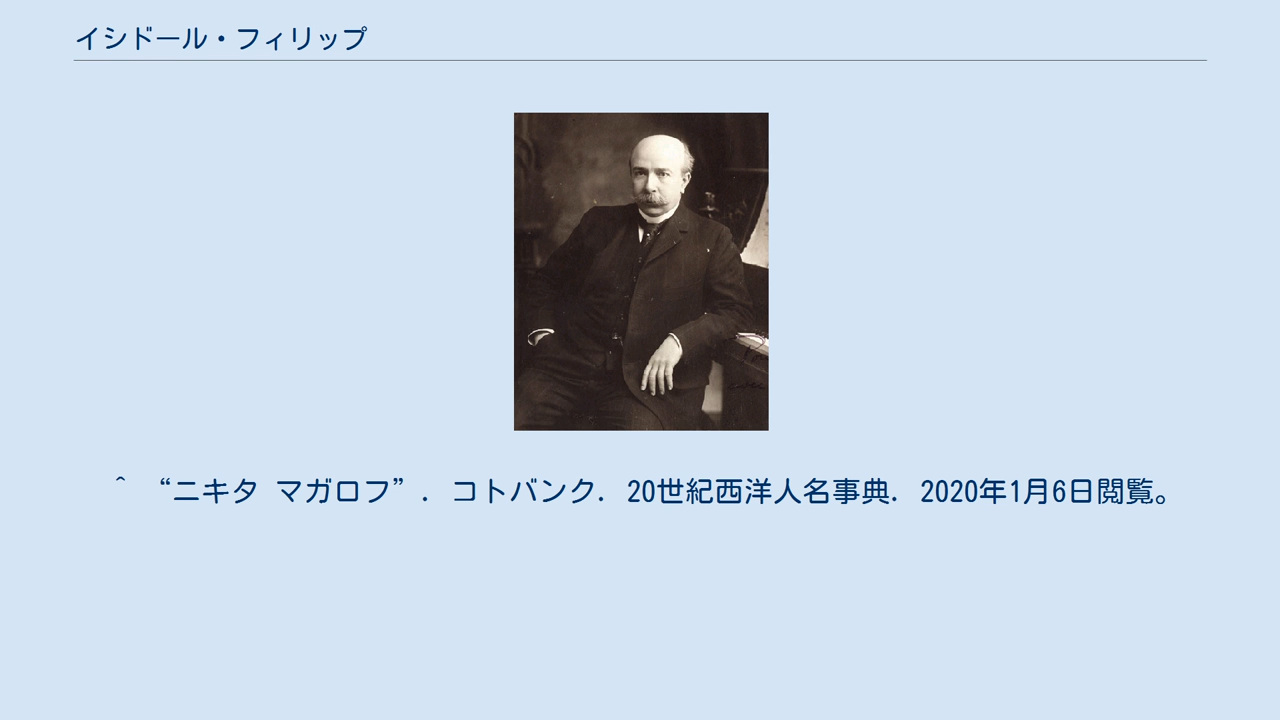 イシドール・フィリップ
^ “ニキタ マガロフ”. コトバンク. 20世紀西洋人名事典. 2020年1月6日閲覧。